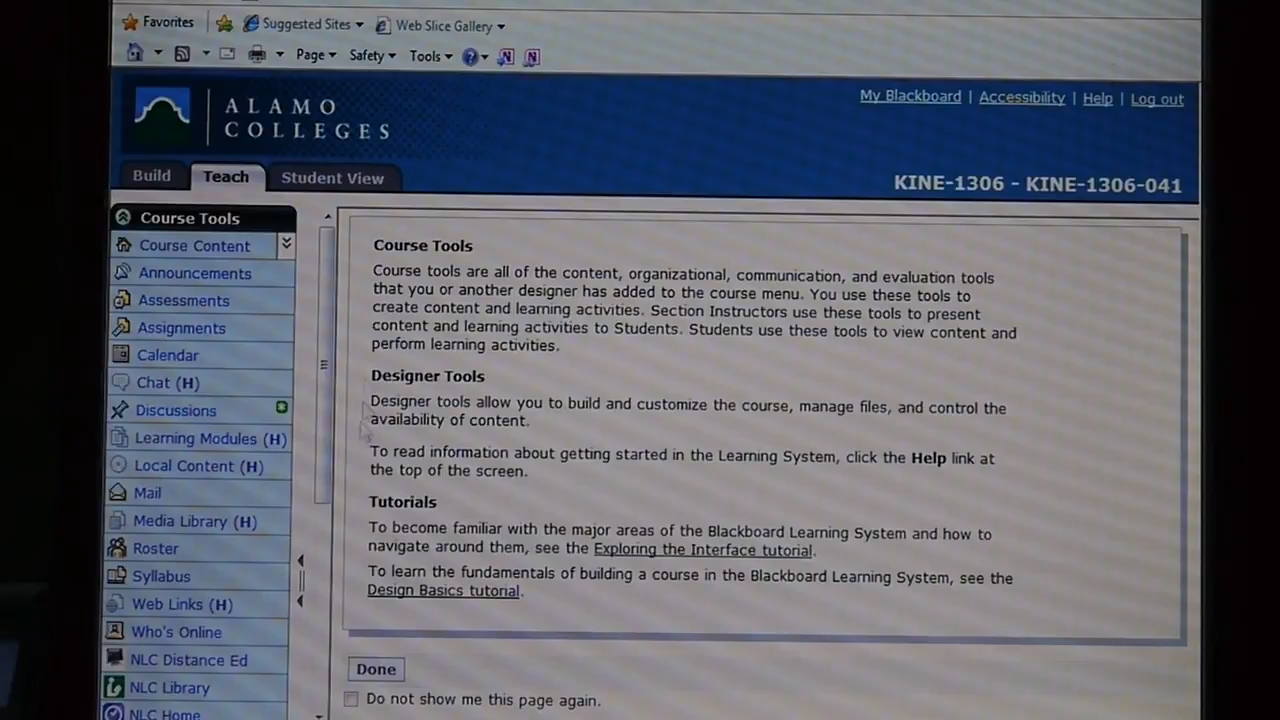 Favorites Suggested Sites Web Slice Gallery
Page Safety Tools
ALAMO
COLLEGES
My Blackboard | Accessibility | Help | Log out
Build Teach Student View
KINE-1306 - KINE-1306-041
Course Tools
Course Content
Announcements
Assessments
Assignments
Calendar
Chat (H)
Discussions
Learning Modules (H)
Local Content (H)
Mail
Media Library (H)
Roster
Syllabus
Web Links (H)
Who's Online
NLC Distance Ed
NLC Library
NLC Home
Course Tools
Course tools are all of the content, organizational, communication, and evaluation tools
that you or another designer has added to the course menu. You use these tools to
create content and learning activities. Section Instructors use these tools to present
content and learning activities to Students. Students use these tools to view content and
perform learning activities.
Designer Tools
Designer tools allow you to build and customize the course, manage files, and control the
availability of content.
To read information about getting started in the Learning System, click the Help link at
the top of the screen.
Tutorials
To become familiar with the major areas of the Blackboard Learning System and how to
navigate around them, see the Exploring the Interface tutorial.
To learn the fundamentals of building a course in the Blackboard Learning System, see the
Design Basics tutorial.
Done
Do not show me this page again.